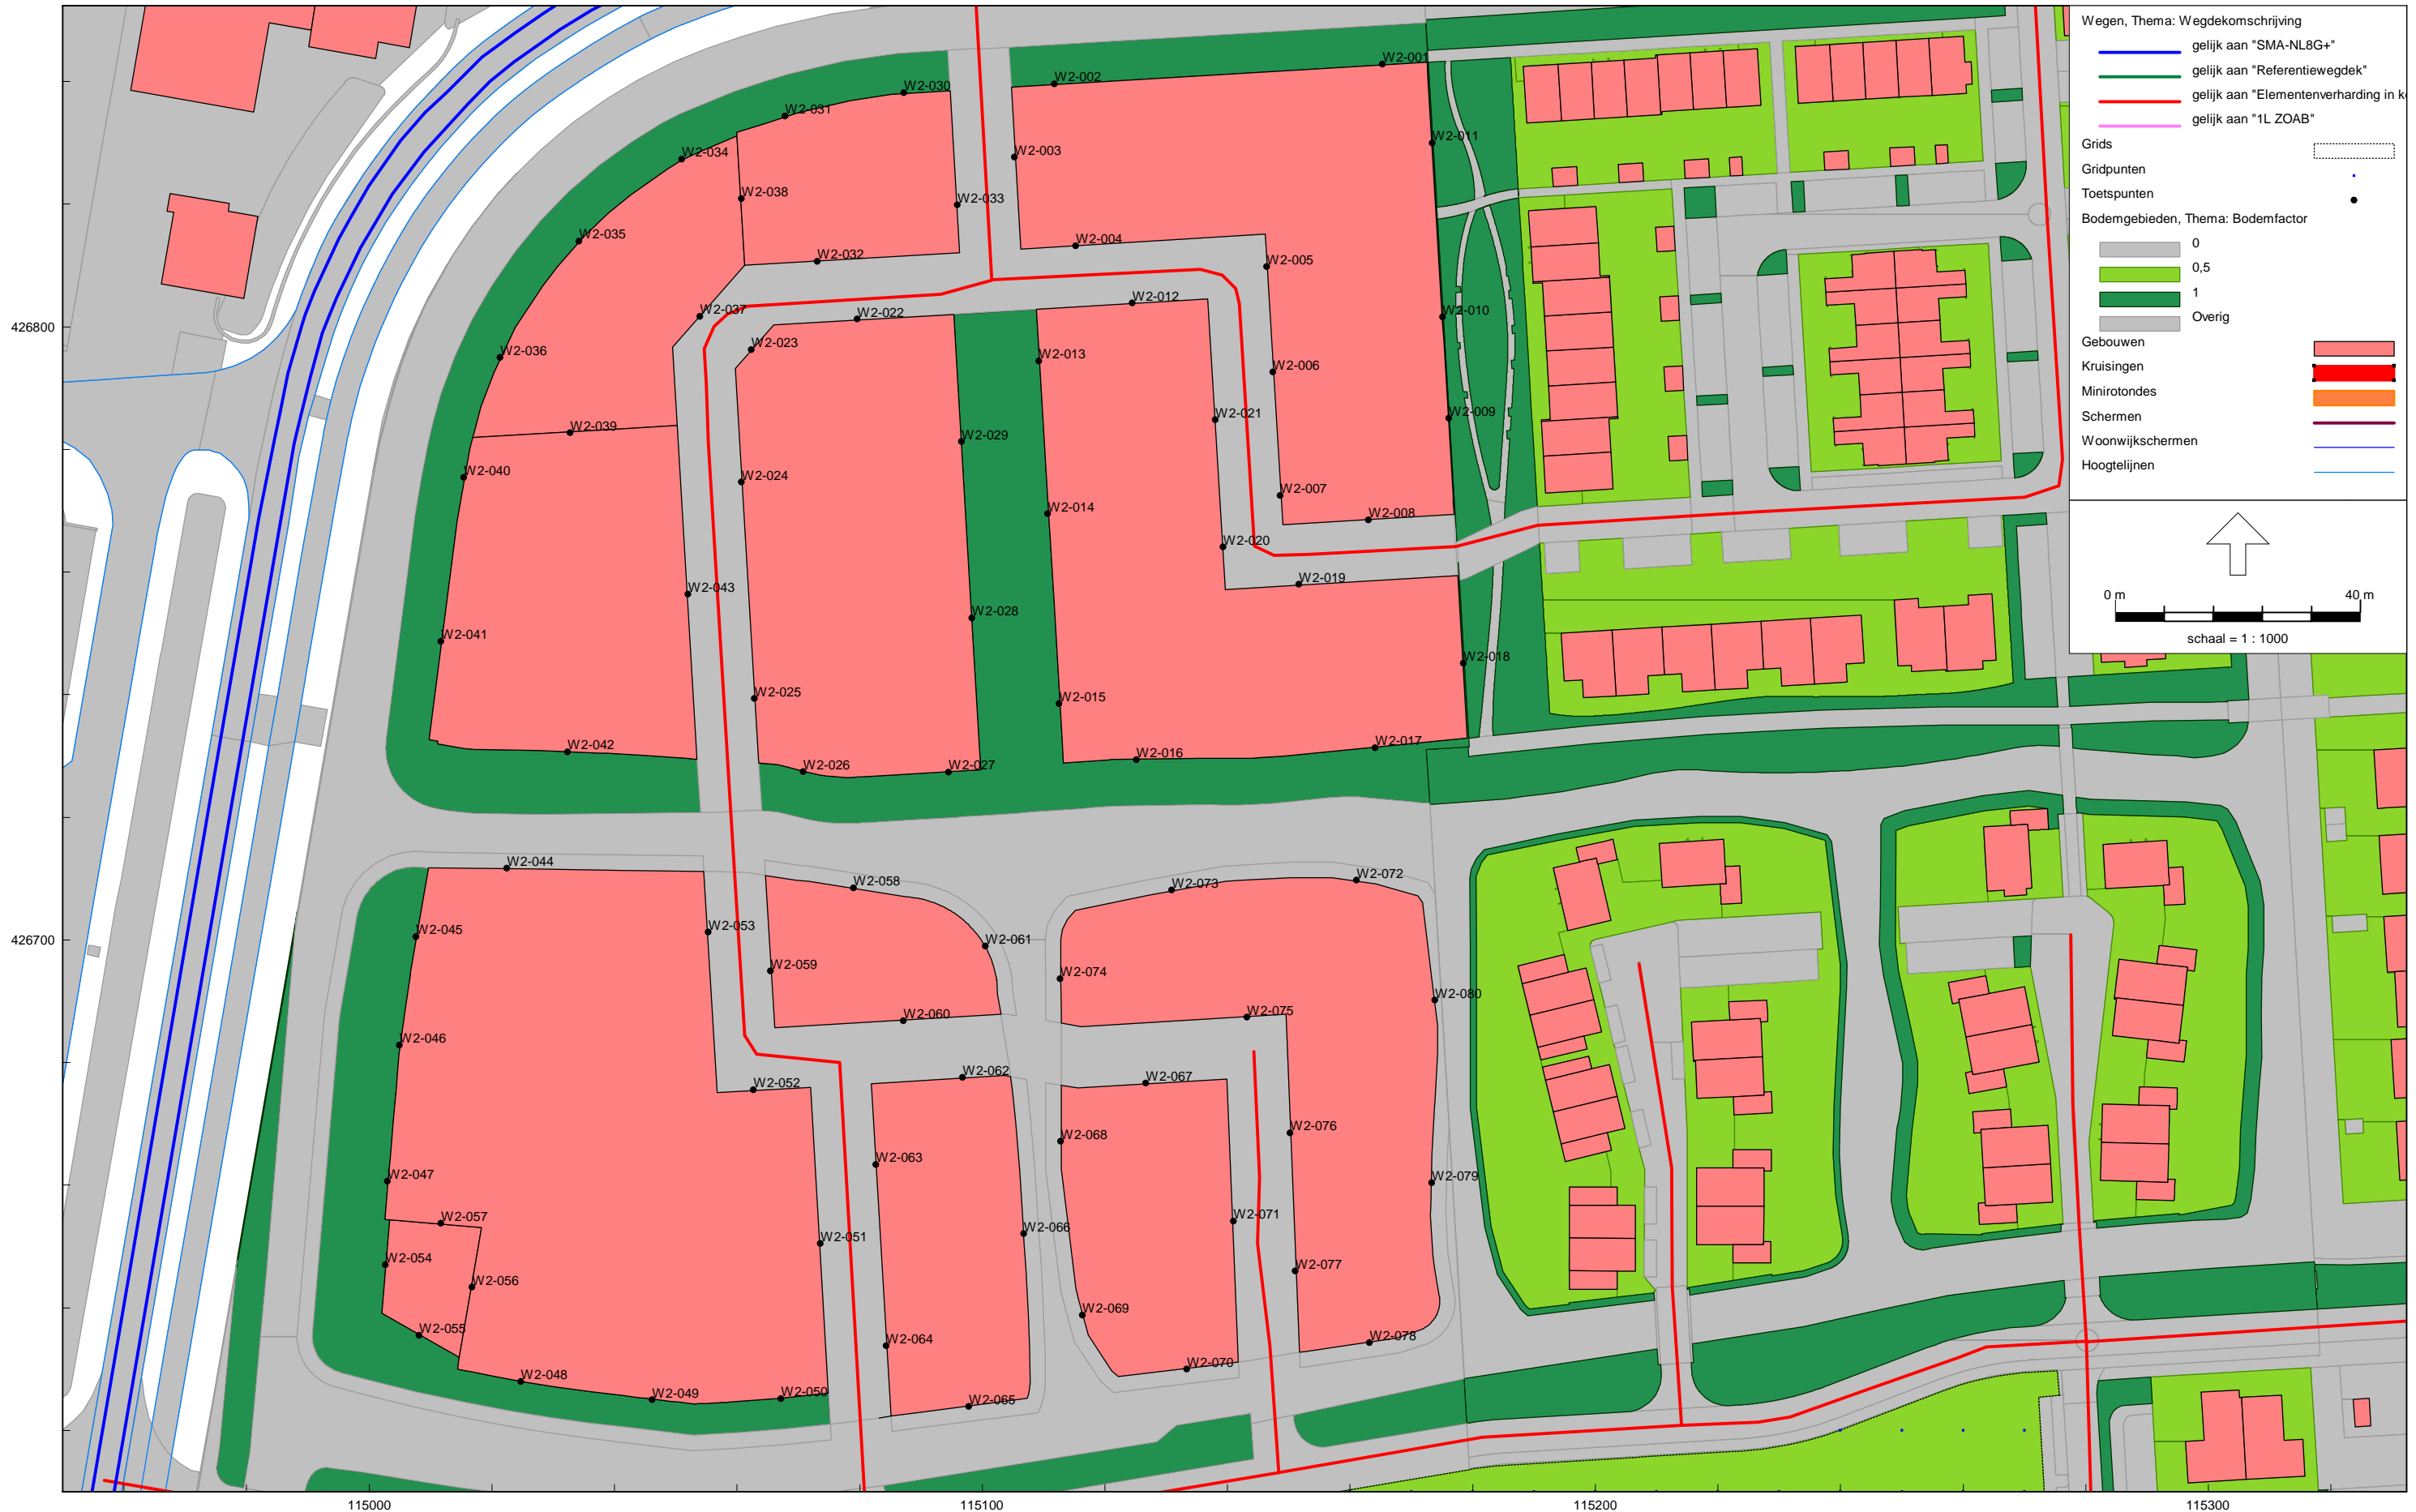 Wegen, Thema: Wegdekomschrijving
gelijk aan "SMA-NL8G+"
gelijk aan "Referentiewegdek"
gelijk aan "Elementenverharding in
gelijk aan "1L ZOAB"
Grids
Gridpunten
Toetspunten
Bodemgebieden, Thema: Bodemfactor
0
0,5
1
Overig
Gebouwen
Kruisingen
Minirotondes
Schermen
Woonwijkschermen
Hoogtelijnen
0 m 40 m
schaal = 1 : 1000
W2-001
W2-002
W2-030
W2-031
W2-011
W2-034
W2-003
W2-038
W2-033
W2-035
W2-004
W2-032
W2-005
W2-012
W2-037
W2-022
W2-010
426800
W2-023
W2-036
W2-013
W2-006
W2-021
W2-009
W2-039
W2-029
W2-040
W2-024
W2-007
W2-014
W2-008
W2-020
W2-019
W2-043
W2-028
W2-041
W2-018
W2-025
W2-015
W2-042
W2-017
W2-016
W2-026
W2-027
W2-044
W2-058
W2-073
W2-072
W2-045
426700
W2-053
W2-061
W2-059
W2-074
W2-080
W2-060
W2-075
W2-046
W2-062
W2-052
W2-067
W2-076
W2-068
W2-063
W2-047
W2-079
W2-057
W2-071
W2-066
W2-051
W2-054
W2-056
W2-077
W2-069
W2-055
W2-064
W2-078
W2-070
W2-048
W2-049
W2-050
W2-065
115000
115100
115200
115300